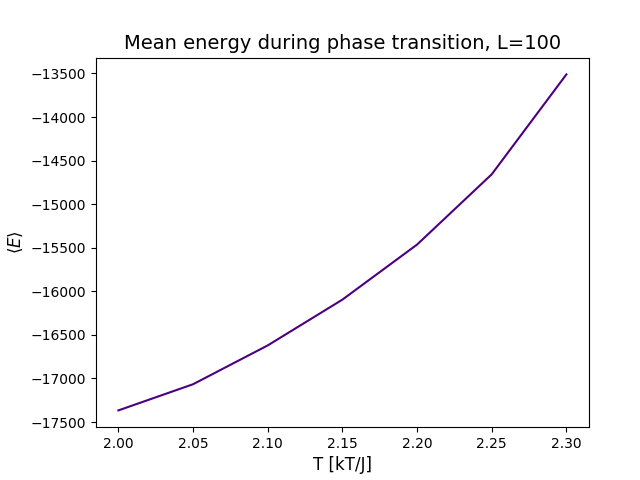 Mean energy during phase transition, L=100
−13500
−14000
−14500
−15000
−15500
−16000
−16500
−17000
−17500
⟨E⟩
2.00 2.05 2.10 2.15 2.20 2.25 2.30
T [kT/J]